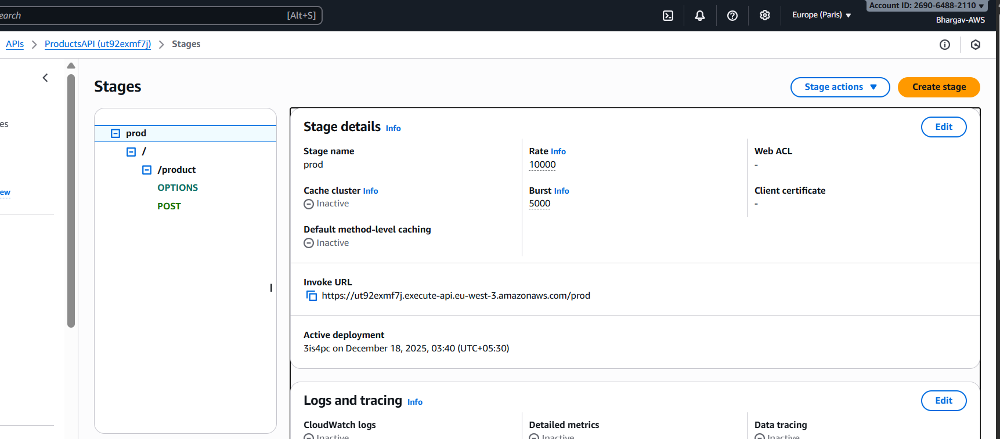 earch [Alt+S] Europe (Paris) Account ID: 2690-6488-2110
Bhargav-AWS
APIs ProductsAPI (ut92exmf7j) Stages
Stages
Stage actions Create stage
es
ew
prod
/
/product
OPTIONS
POST
Stage details Info Edit
Stage name
prod
Rate Info
10000
Web ACL
-
Cache cluster Info
Inactive
Burst Info
5000
Client certificate
-
Default method-level caching
Inactive
Invoke URL
https://ut92exmf7j.execute-api.eu-west-3.amazonaws.com/prod
Active deployment
3is4pc on December 18, 2025, 03:40 (UTC+05:30)
Logs and tracing Info Edit
CloudWatch logs
Inactive
Detailed metrics
Inactive
Data tracing
Inactive